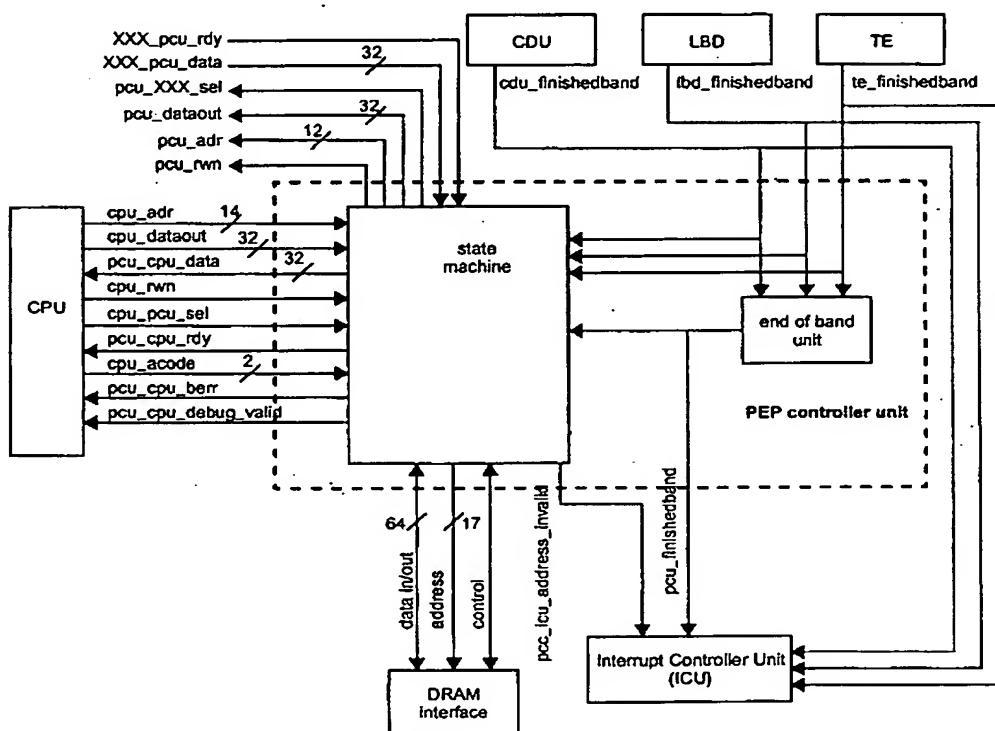 XXX_pcu_rdy
XXX_pcu_data
32
pcu_XXX_sel
pcu_dataout
32
pcu_adr
12
pcu_rwn
CDU
LBD
TE
cdu_finishedband
lbd_finishedband
te_finishedband
CPU
cpu_adr
14
cpu_dataout
32
pcu_cpu_data
32
cpu_rwn
cpu_pcu_sel
pcu_cpu_rdy
cpu_acode
2
pcu_cpu_berr
pcu_cpu_debug_valid
state
machine
end of band
unit
PEP controller unit
64
17
data in/out
address
control
pcc_icu_address_invalid
pcu_finishedband
DRAM
Interface
Interrupt Controller Unit
(ICU)